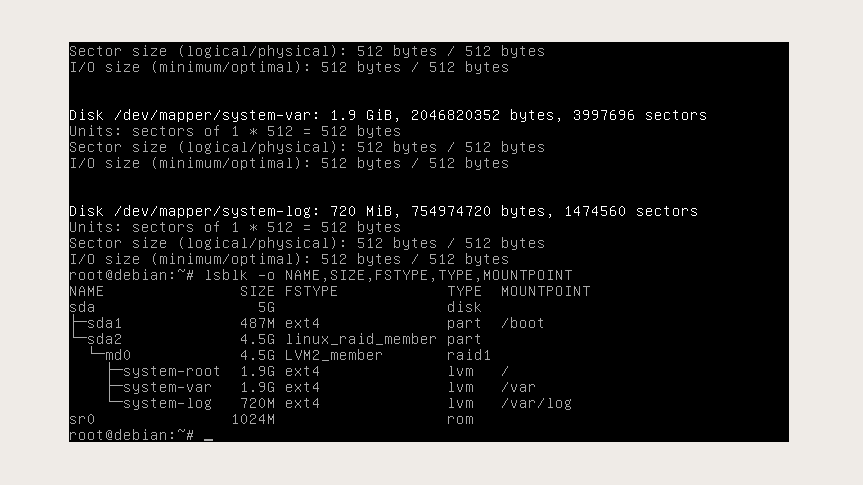 Sector size (logical/physical): 512 bytes / 512 bytes
I/O size (minimum/optimal): 512 bytes / 512 bytes
Disk /dev/mapper/system-var: 1.9 GiB, 2046820352 bytes, 3997696 sectors
Units: sectors of 1 * 512 = 512 bytes
Sector size (logical/physical): 512 bytes / 512 bytes
I/O size (minimum/optimal): 512 bytes / 512 bytes
Disk /dev/mapper/system-log: 720 MiB, 754974720 bytes, 1474560 sectors
Units: sectors of 1 * 512 = 512 bytes
Sector size (logical/physical): 512 bytes / 512 bytes
I/O size (minimum/optimal): 512 bytes / 512 bytes
root@debian:~# lsblk -o NAME,SIZE,FSTYPE,TYPE,MOUNTPOINT
NAME               SIZE FSTYPE            TYPE  MOUNTPOINT
sda                  5G                   disk
├─sda1             487M ext4              part  /boot
└─sda2             4.5G linux_raid_member part
  └─md0            4.5G LVM2_member       raid1
    ├─system-root  1.9G ext4              lvm   /
    ├─system-var   1.9G ext4              lvm   /var
    └─system-log   720M ext4              lvm   /var/log
sr0               1024M                   rom
root@debian:~# _